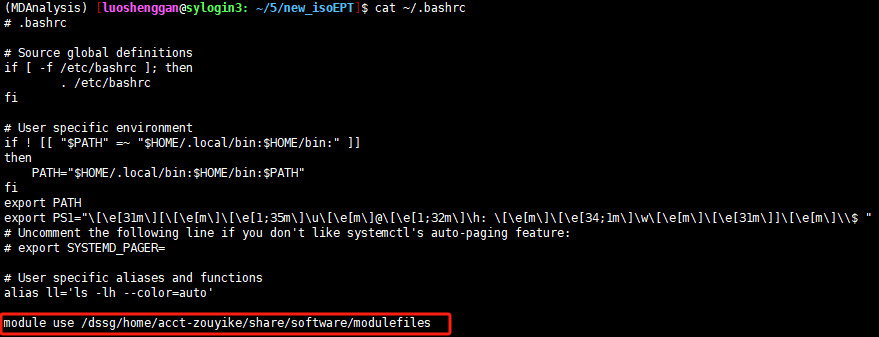 (MDAnalysis) [luoshenggan@sylogin3: ~/5/new_isoEPT]$ cat ~/.bashrc
# .bashrc

# Source global definitions
if [ -f /etc/bashrc ]; then
        . /etc/bashrc
fi

# User specific environment
if ! [[ "$PATH" =~ "$HOME/.local/bin:$HOME/bin:" ]]
then
    PATH="$HOME/.local/bin:$HOME/bin:$PATH"
fi
export PATH
export PS1="\[\e[31m\][\[\e[m\]\[\e[1;35m\]\u\[\e[m\]@\[\e[1;32m\]\h: \[\e[m\]\[\e[34;1m\]\w\[\e[m\]\[\e[31m\]]\[\e[m\]\\$ "
# Uncomment the following line if you don't like systemctl's auto-paging feature:
# export SYSTEMD_PAGER=

# User specific aliases and functions
alias ll='ls -lh --color=auto'

module use /dssg/home/acct-zouyike/share/software/modulefiles